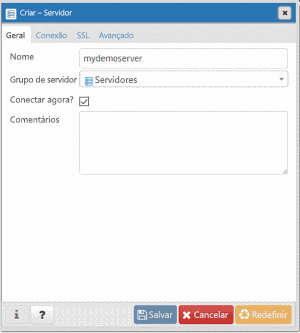 Criar – Servidor
Geral Conexão SSL Avançado
Nome mydemoserver
Grupo de servidor Servidores
Conectar agora?
Comentários
i ? Salvar Cancelar Redefinir